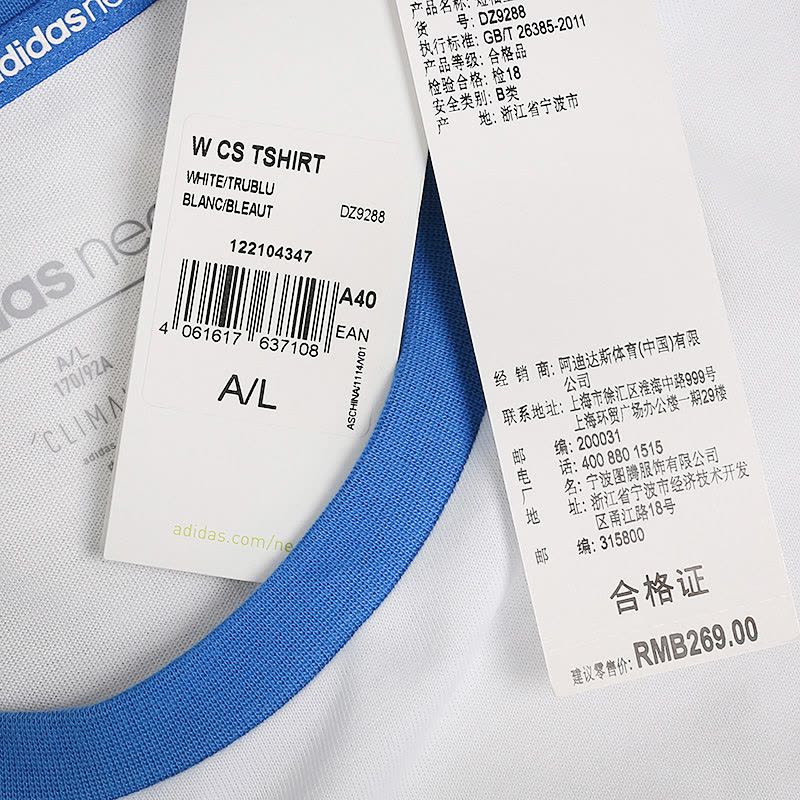 adidas neo
adidas neo
A/L
170/92A
CLIMA
W CS TSHIRT
WHITE/TRUBLU
BLANC/BLEAUT
DZ9288
122104347
A40
4 061617 637108
EAN
A/L
ASCHINA/1114/V01
adidas.com/neo
产品名称:
货 号: DZ9288
执行标准: GB/T 26385-2011
产品等级: 合格品
检验合格: 检18
安全类别: B类
产 地: 浙江省宁波市
经 销 商: 阿迪达斯体育(中国)有限
公司
联系地址: 上海市徐汇区淮海中路999号
上海环贸广场办公楼一期29楼
邮 编: 200031
电 话: 400 880 1515
厂 名: 宁波图腾服饰有限公司
地 址: 浙江省宁波市经济技术开发
区甬江路18号
邮 编: 315800
合格证
建议零售价: RMB269.00